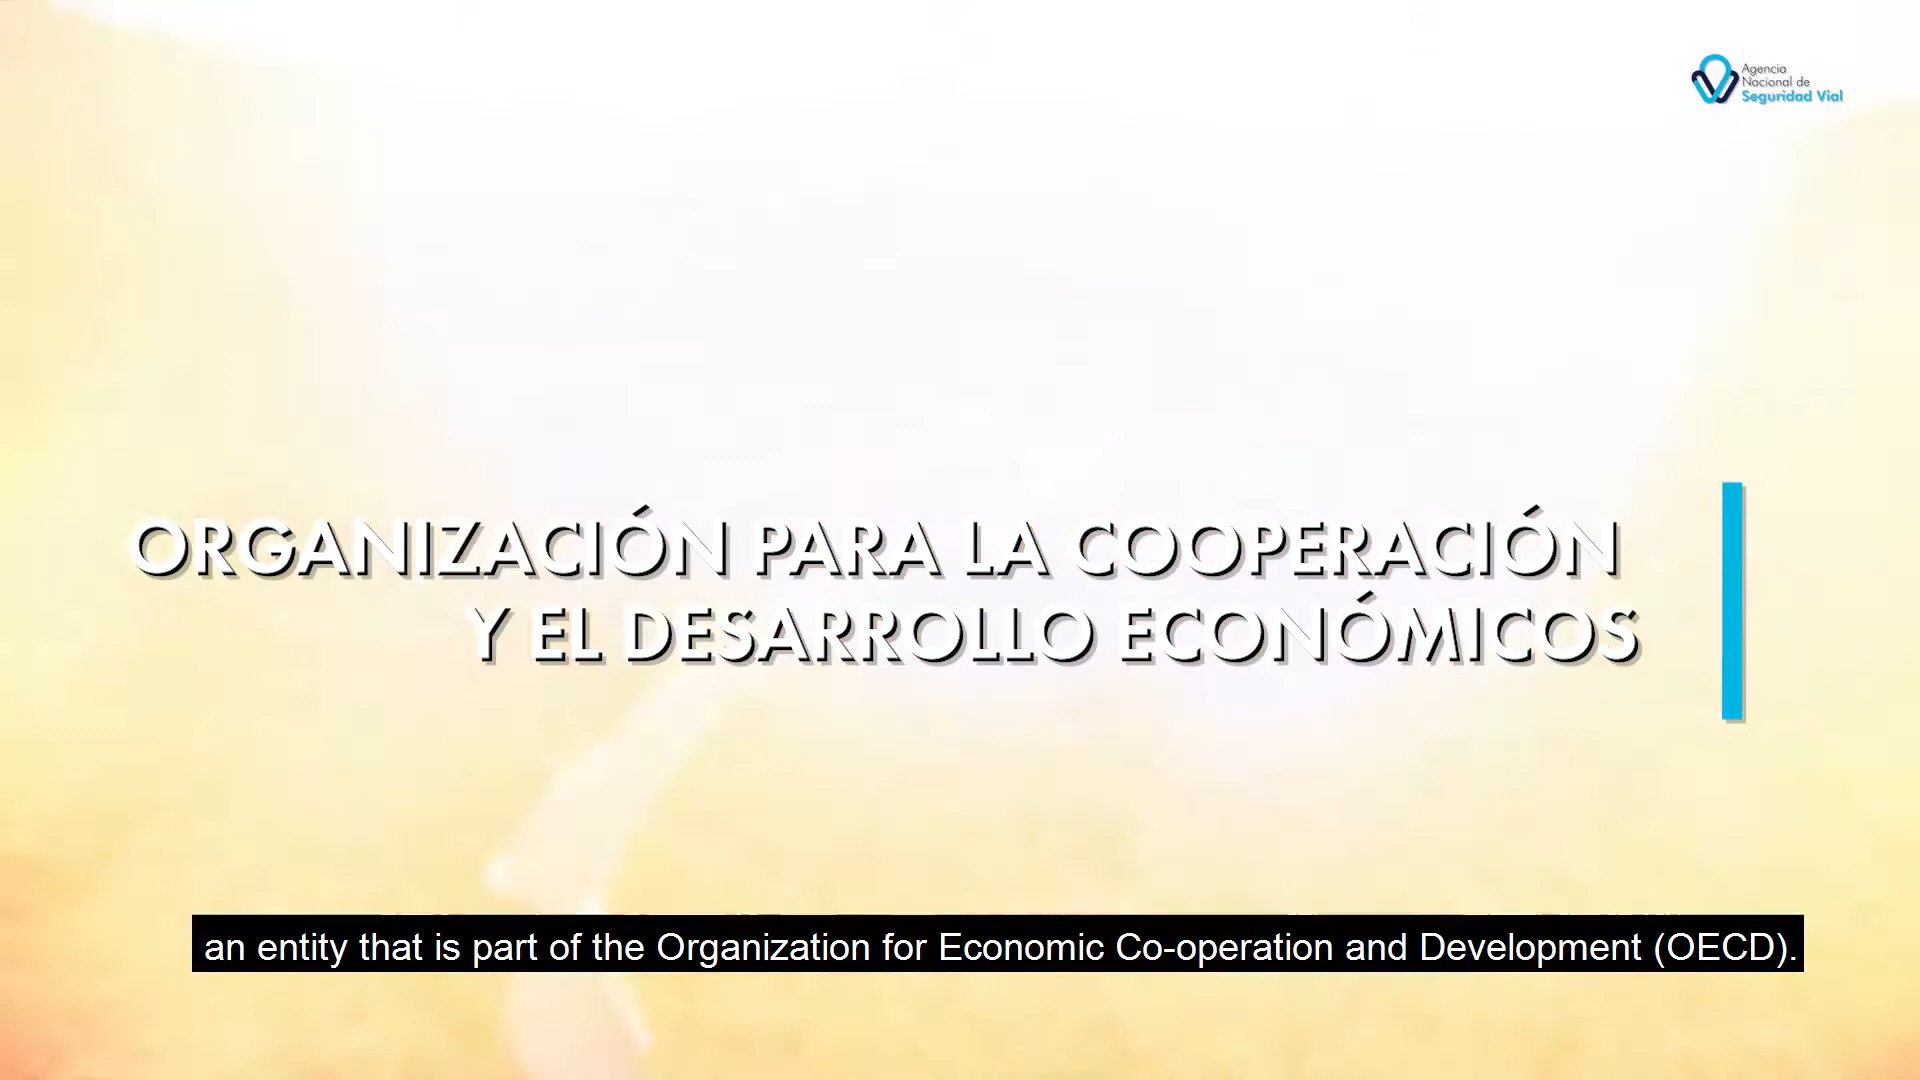 Agencia
Nacional de
Seguridad Vial
ORGANIZACIÓN PARA LA COOPERACIÓN
Y EL DESARROLLO ECONÓMICOS
an entity that is part of the Organization for Economic Co-operation and Development (OECD).